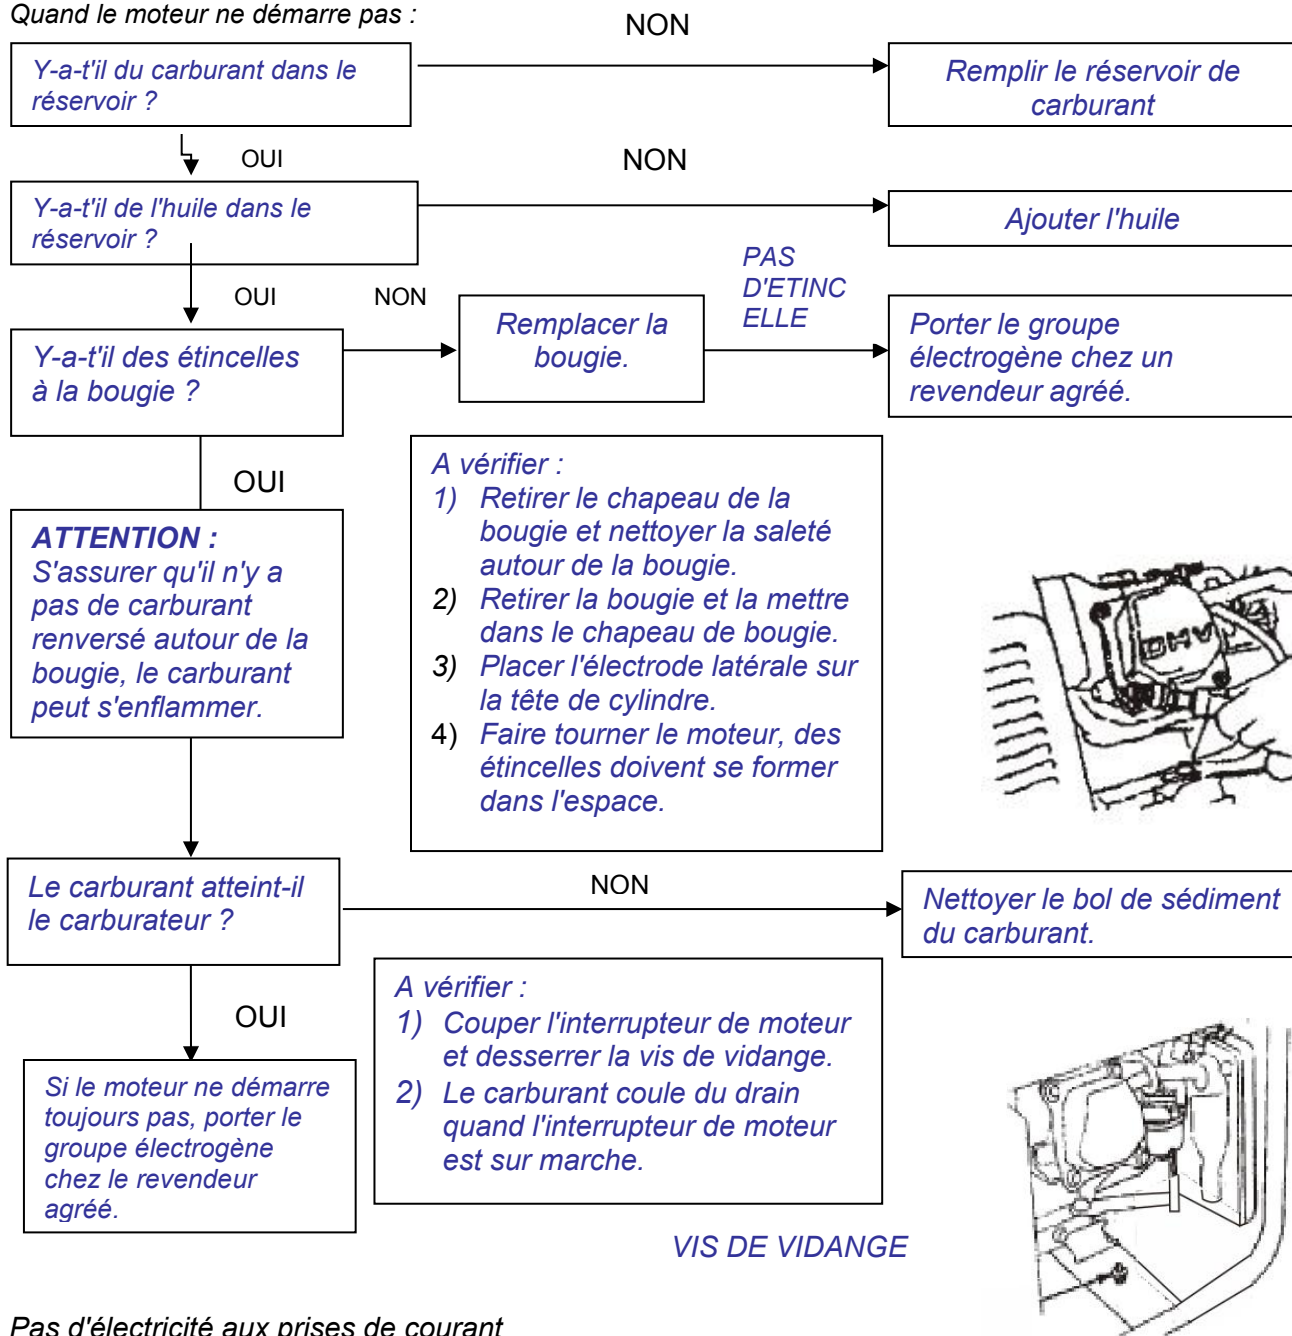 Quand le moteur ne démarre pas :
NON
Y-a-t'il du carburant dans le
réservoir ?
Remplir le réservoir de
carburant
OUI
NON
Y-a-t'il de l'huile dans le
réservoir ?
Ajouter l'huile
OUI
NON
PAS
D'ETINC
ELLE
Y-a-t'il des étincelles
à la bougie ?
Remplacer la
bougie.
Porter le groupe
électrogène chez un
revendeur agréé.
OUI
ATTENTION :
S'assurer qu'il n'y a
pas de carburant
renversé autour de la
bougie, le carburant
peut s'enflammer.
A vérifier :
1) Retirer le chapeau de la
bougie et nettoyer la saleté
autour de la bougie.
2) Retirer la bougie et la mettre
dans le chapeau de bougie.
3) Placer l'électrode latérale sur
la tête de cylindre.
4) Faire tourner le moteur, des
étincelles doivent se former
dans l'espace.
OHV
Le carburant atteint-il
le carburateur ?
NON
Nettoyer le bol de sédiment
du carburant.
OUI
A vérifier :
1) Couper l'interrupteur de moteur
et desserrer la vis de vidange.
2) Le carburant coule du drain
quand l'interrupteur de moteur
est sur marche.
Si le moteur ne démarre
toujours pas, porter le
groupe électrogène
chez le revendeur
agréé.
VIS DE VIDANGE
Pas d'électricité aux prises de courant